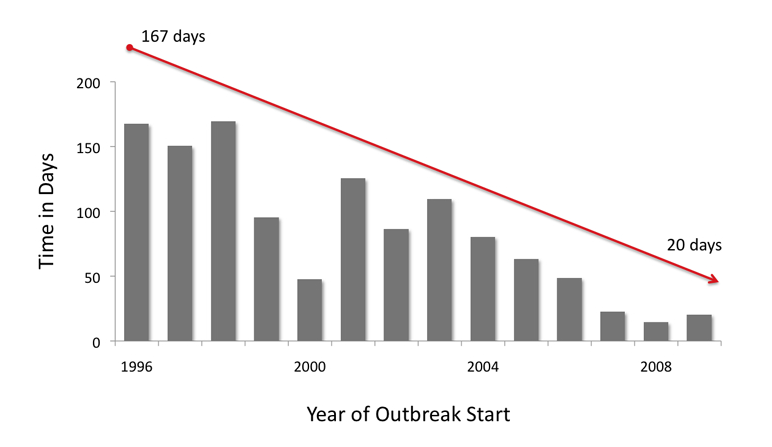 167 days
200
150
100
50
0
Time in Days
20 days
1996 2000 2004 2008
Year of Outbreak Start